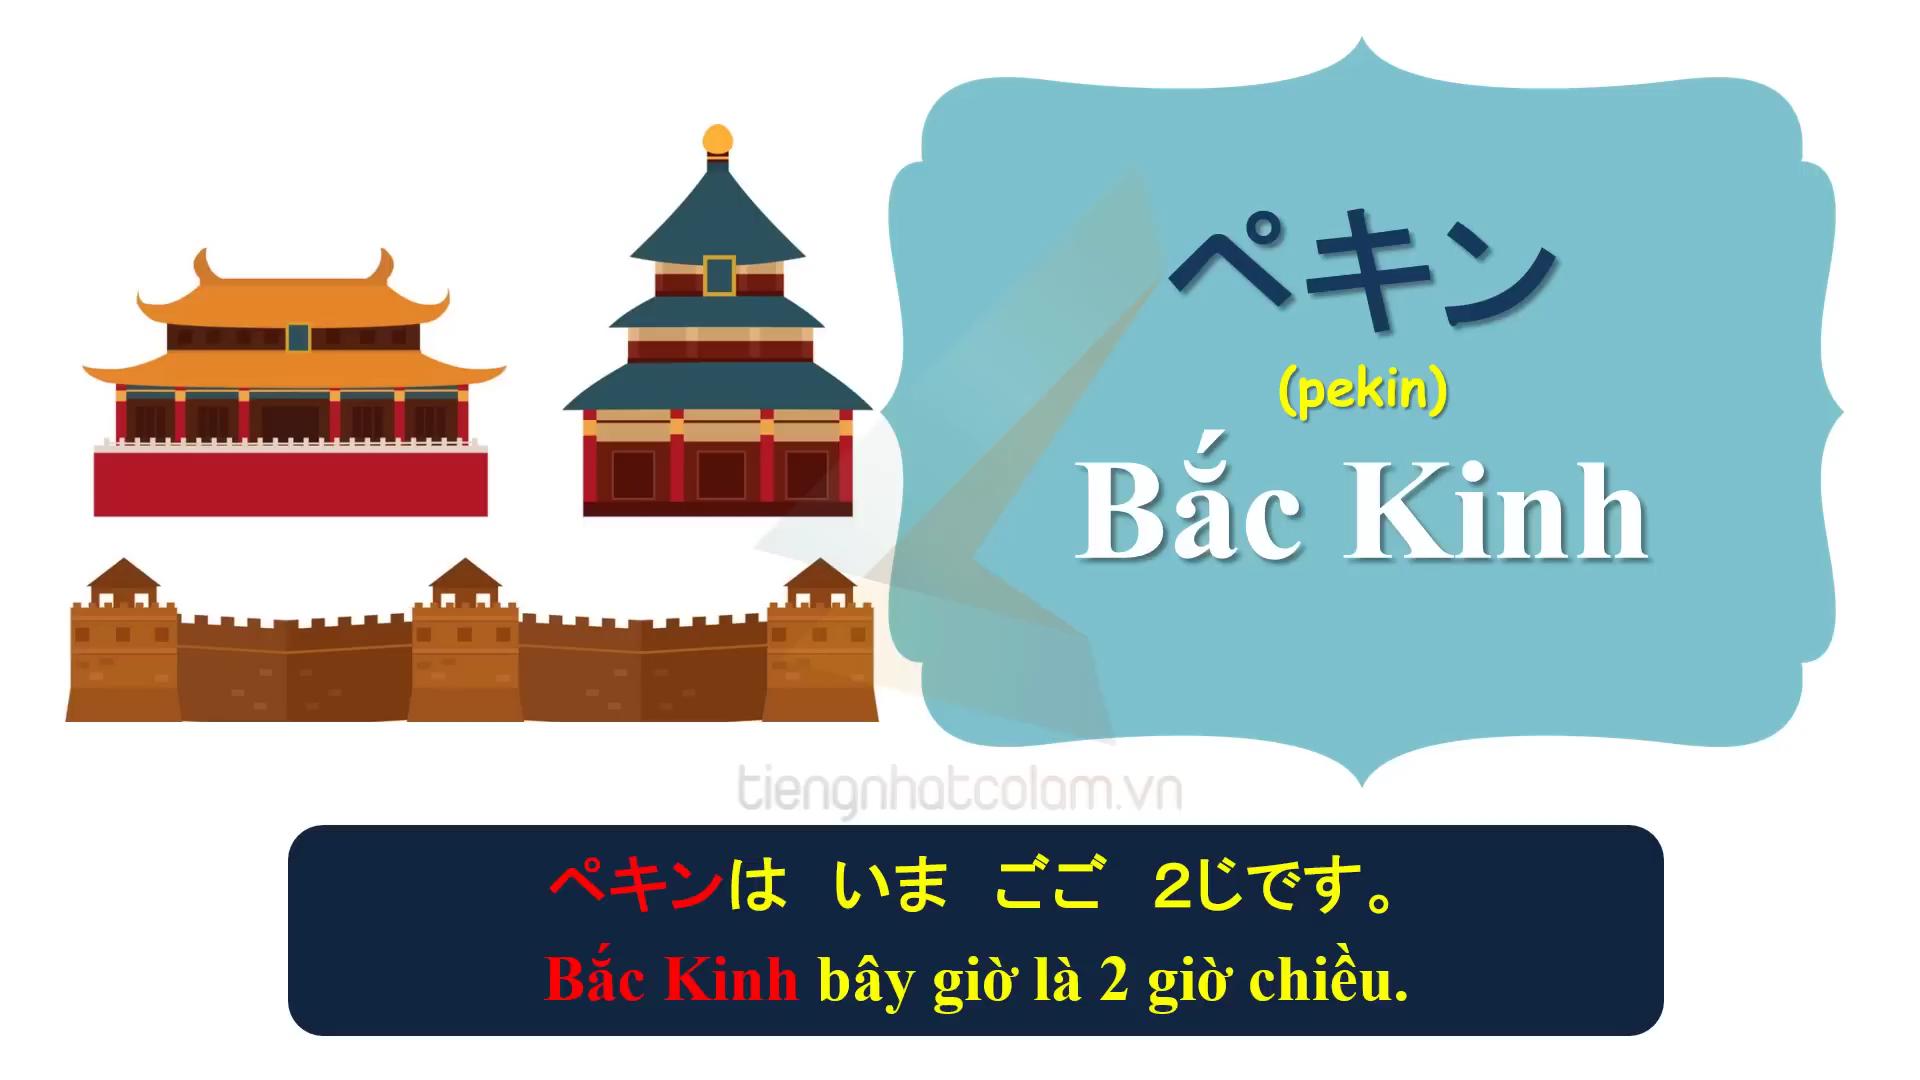 ペキン
(pekin)
Bắc Kinh
tiengnhatcolam.vn
ペキンは　いま　ごご　２じです。
Bắc Kinh bây giờ là 2 giờ chiều.